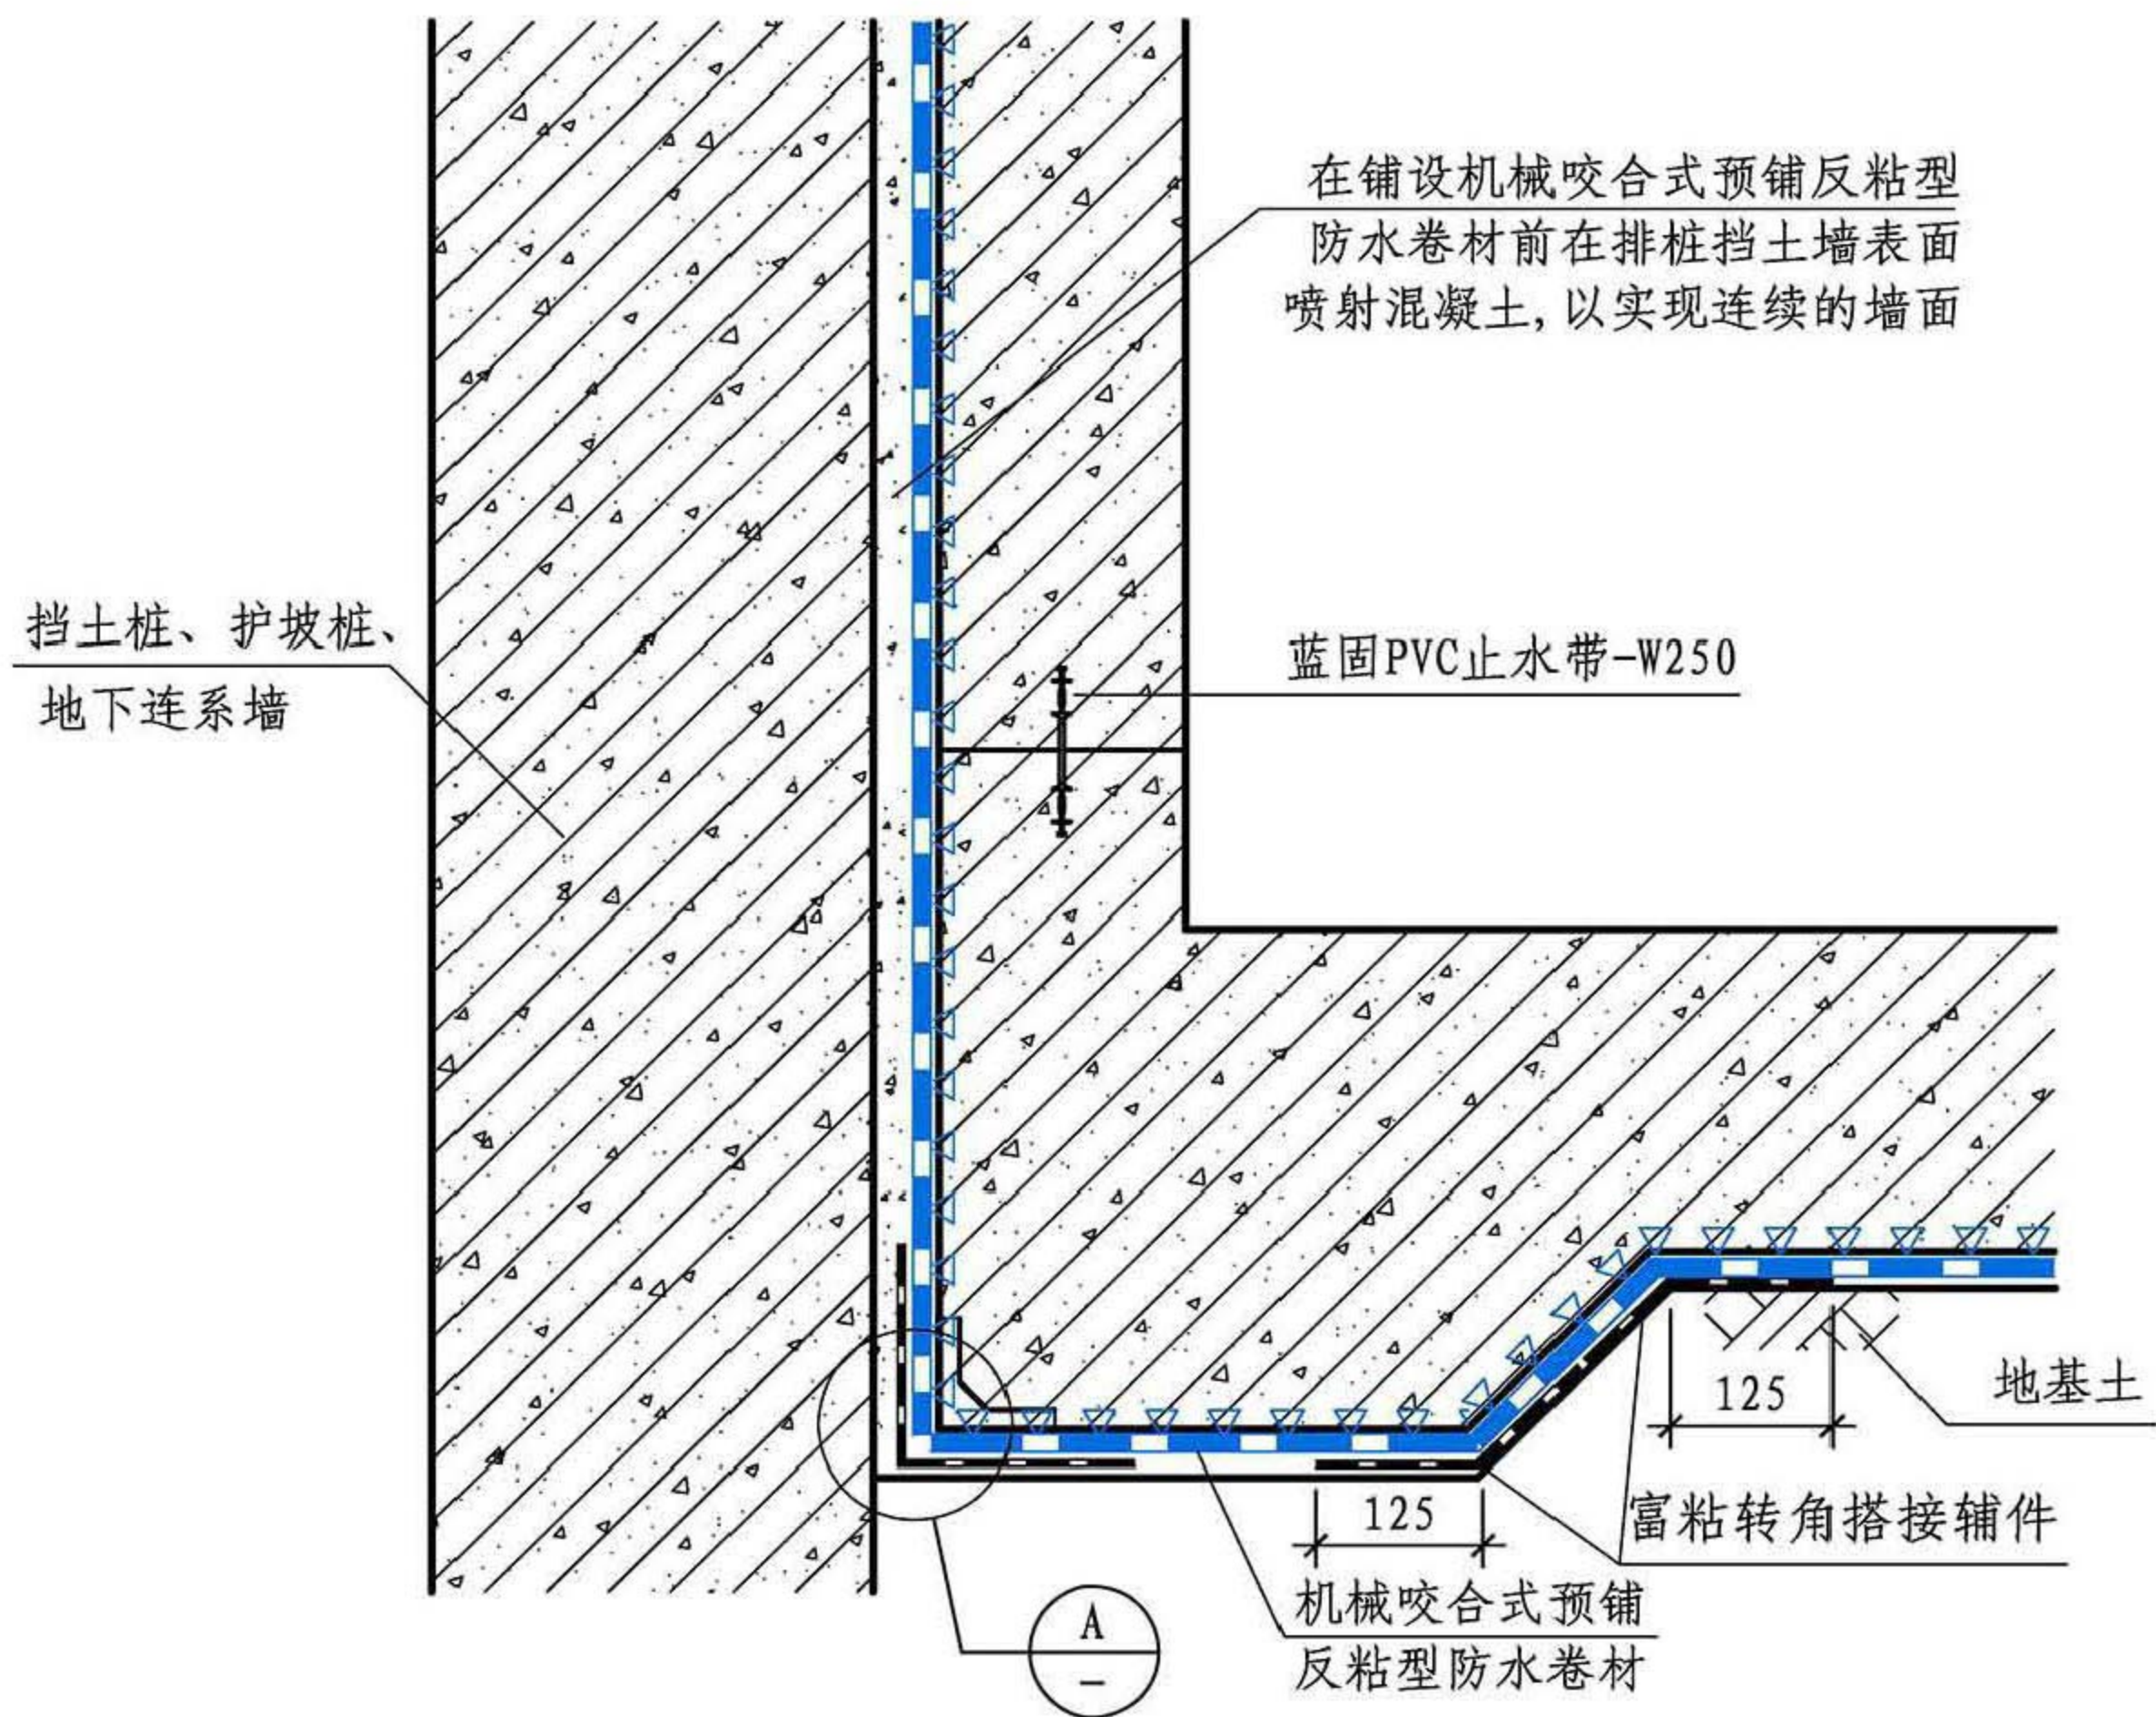 在铺设机械咬合式预铺反粘型
防水卷材前在排桩挡土墙表面
喷射混凝土,以实现连续的墙面
挡土桩、护坡桩、
地下连系墙
蓝固PVC止水带-W250
125
地基土
125
富粘转角搭接辅件
机械咬合式预铺
反粘型防水卷材
A
-